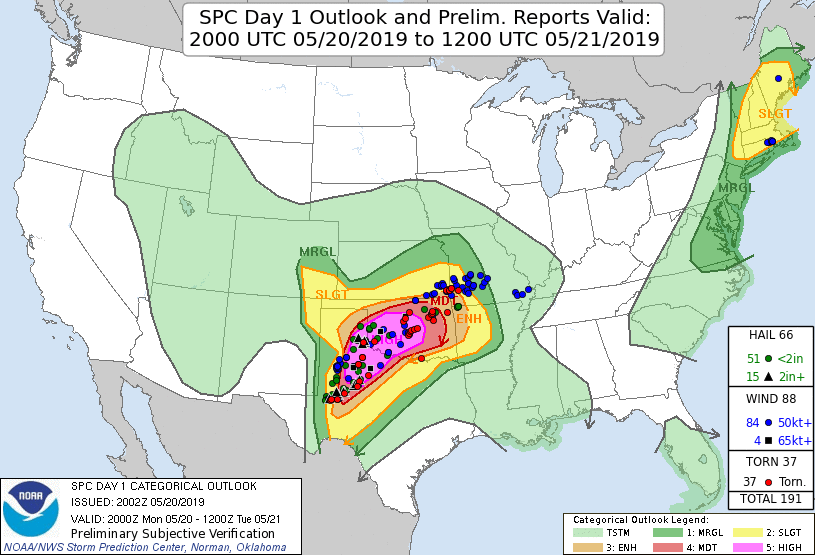 SPC Day 1 Outlook and Prelim. Reports Valid:
2000 UTC 05/20/2019 to 1200 UTC 05/21/2019
SLGT
MRGL
MRGL
SLGT
MDT
ENH
HIGH
HAIL 66
51 <2in
15 2in+
WIND 88
84 50kt+
4 65kt+
TORN 37
37 Torn.
TOTAL 191
NOAA
SPC DAY 1 CATEGORICAL OUTLOOK
ISSUED: 2002Z 05/20/2019
VALID: 2000Z Mon 05/20 - 1200Z Tue 05/21
Preliminary Subjective Verification
NOAA/NWS Storm Prediction Center, Norman, Oklahoma
Categorical Outlook Legend:
TSTM 1: MRGL 2: SLGT
3: ENH 4: MDT 5: HIGH